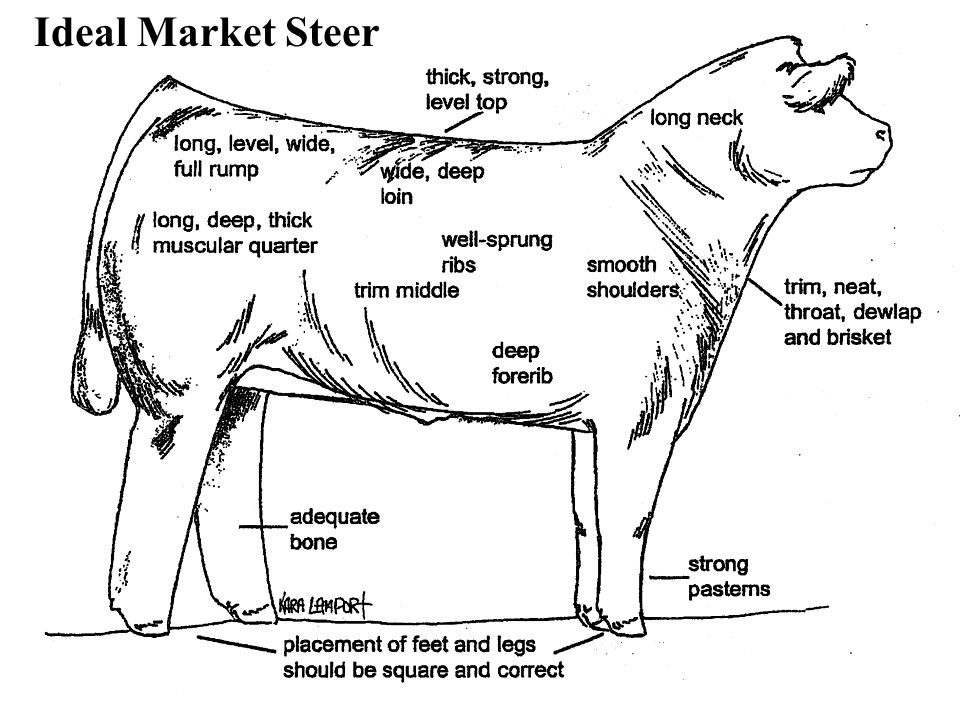 Ideal Market Steer
thick, strong,
level top
long neck
long, level, wide,
full rump
wide, deep
loin
long, deep, thick
muscular quarter
well-sprung
ribs
smooth
shoulders
trim middle
trim, neat,
throat, dewlap
and brisket
deep
forerib
adequate
bone
strong
pasterns
KARA LAMPORT
placement of feet and legs
should be square and correct